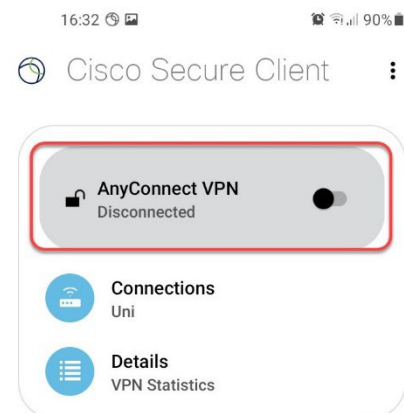 16:32 90%
Cisco Secure Client
AnyConnect VPN
Disconnected
Connections
Uni
Details
VPN Statistics